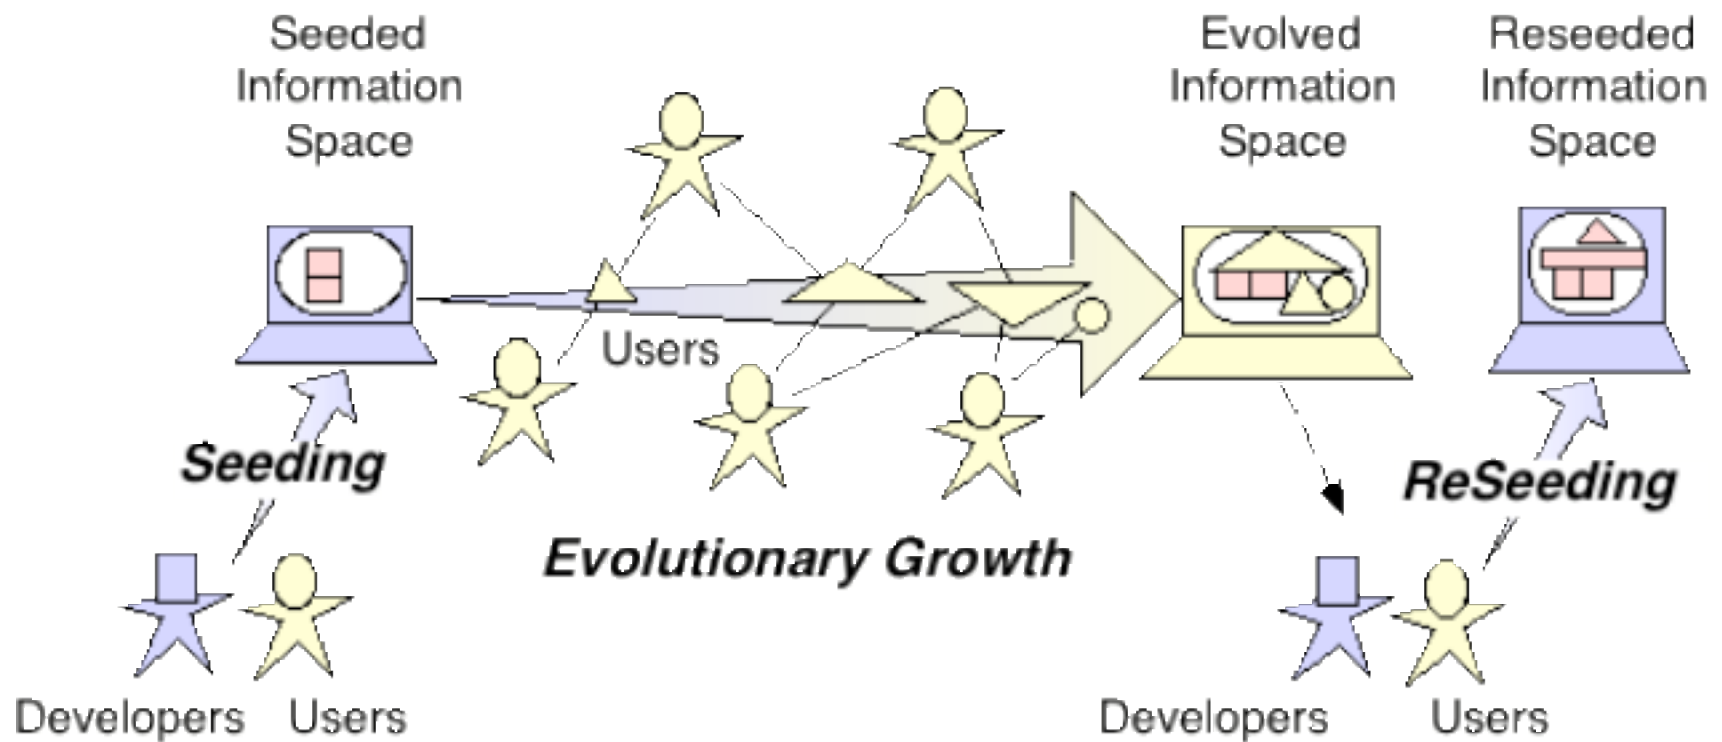 Seeded
Information
Space
Evolved
Information
Space
Reseeded
Information
Space
Users
Seeding
ReSeeding
Evolutionary Growth
Developers
Users
Developers
Users